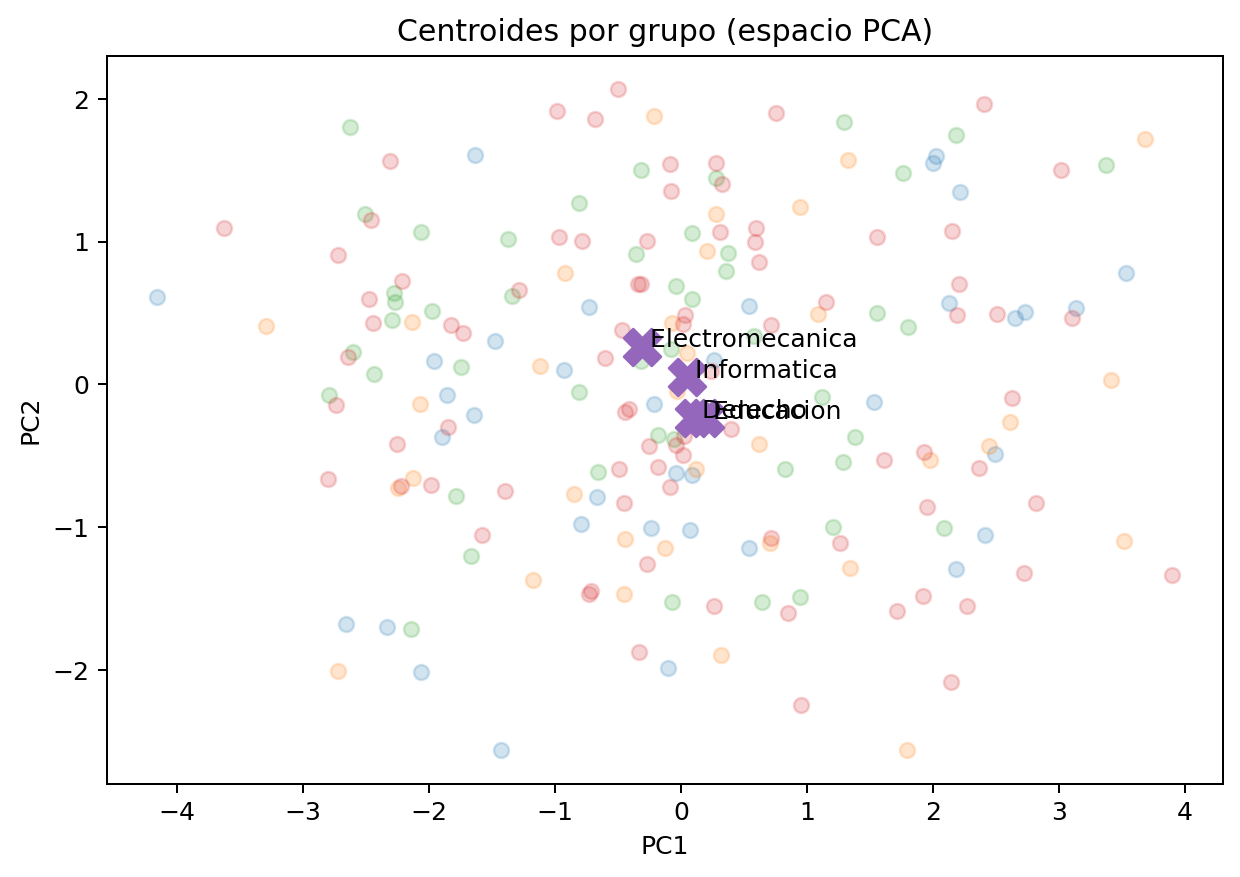 Centroides por grupo (espacio PCA)
2
1
0
−1
−2
PC2
Electromecanica
Informatica
Derecho
Educacion
−4
−3
−2
−1
0
1
2
3
4
PC1